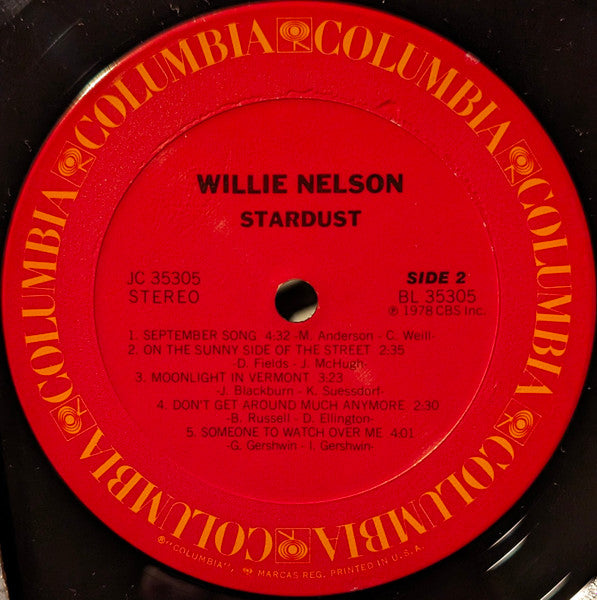 COLUMBIA COLUMBIA COLUMBIA COLUMBIA COLUMBIA COLUMBIA
WILLIE NELSON
STARDUST
JC 35305
STEREO
SIDE 2
BL 35305
℗ 1978 CBS Inc.
1. SEPTEMBER SONG 4:32 -M. Anderson - C. Weill-
2. ON THE SUNNY SIDE OF THE STREET 2:35
-D. Fields - J. McHugh-
3. MOONLIGHT IN VERMONT 3:23
-J. Blackburn - K. Suessdorf-
4. DON'T GET AROUND MUCH ANYMORE 2:30
-B. Russell - D. Ellington-
5. SOMEONE TO WATCH OVER ME 4:01
-G. Gershwin - I. Gershwin-
®"COLUMBIA", MARCAS REG. PRINTED IN U.S.A.